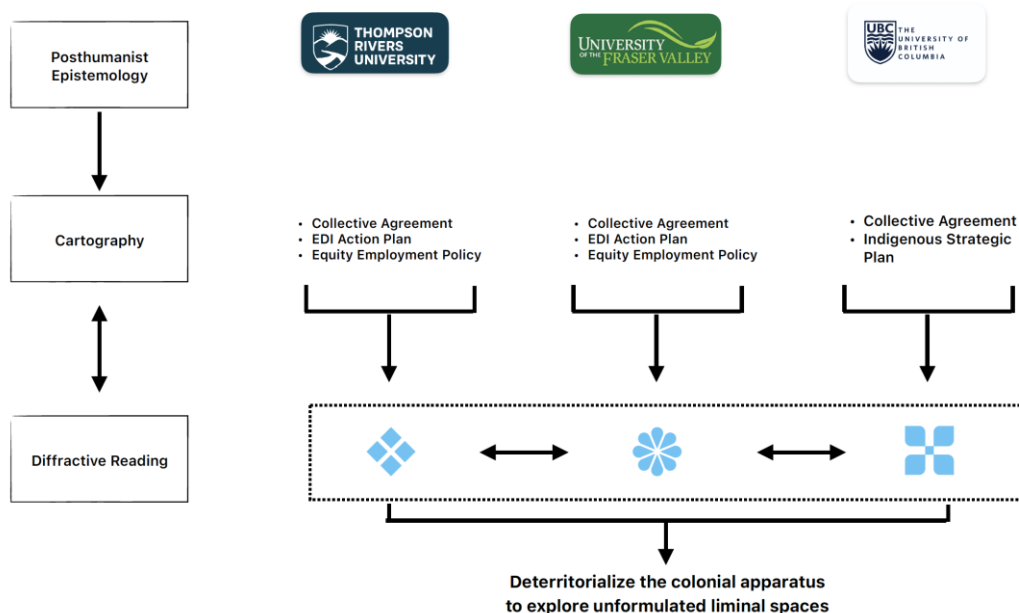 Posthumanist
Epistemology
THOMPSON
RIVERS
UNIVERSITY
UNIVERSITY
OF THE FRASER VALLEY
UBC
THE
UNIVERSITY OF
BRITISH
COLUMBIA
Cartography
• Collective Agreement
• EDI Action Plan
• Equity Employment Policy
• Collective Agreement
• EDI Action Plan
• Equity Employment Policy
• Collective Agreement
• Indigenous Strategic
Plan
Diffractive Reading
Deterritorialize the colonial apparatus
to explore unformulated liminal spaces